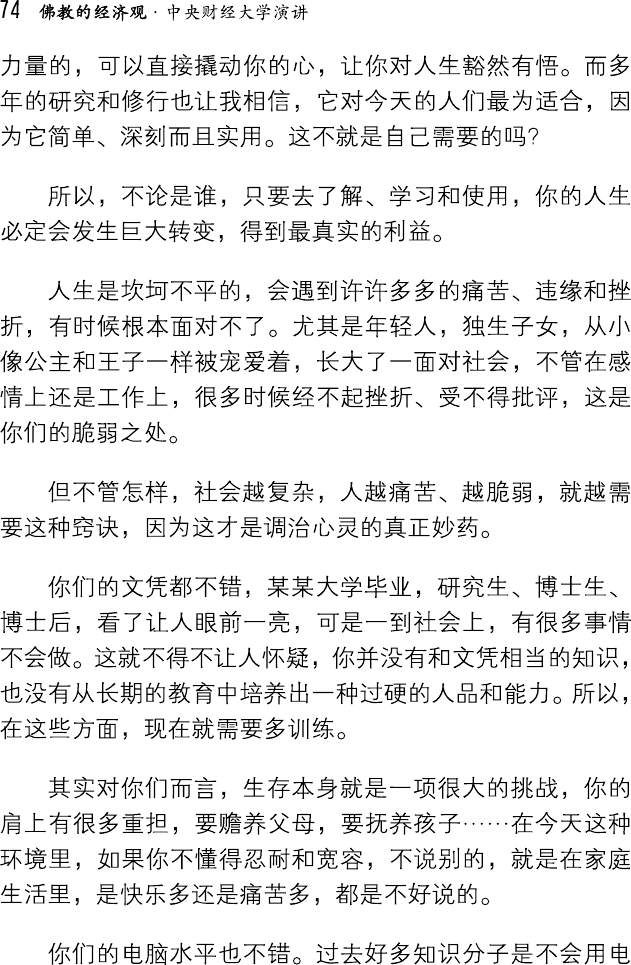 74 佛教的经济观·中央财经大学演讲
力量的，可以直接撬动你的心，让你对人生豁然有悟。而多
年的研究和修行也让我相信，它对今天的人们最为适合，因
为它简单、深刻而且实用。这不就是自己需要的吗？
所以，不论是谁，只要去了解、学习和使用，你的人生
必定会发生巨大转变，得到最真实的利益。
人生是坎坷不平的，会遇到许许多多的痛苦、违缘和挫
折，有时候根本面对不了。尤其是年轻人，独生子女，从小
像公主和王子一样被宠爱着，长大了一面对社会，不管在感
情上还是工作上，很多时候经不起挫折、受不得批评，这是
你们的脆弱之处。
但不管怎样，社会越复杂，人越痛苦、越脆弱，就越需
要这种窍诀，因为这才是调治心灵的真正妙药。
你们的文凭都不错，某某大学毕业，研究生、博士生、
博士后，看了让人眼前一亮，可是一到社会上，有很多事情
不会做。这就不得不让人怀疑，你并没有和文凭相当的知识，
也没有从长期的教育中培养出一种过硬的人品和能力。所以，
在这些方面，现在就需要多训练。
其实对你们而言，生存本身就是一项很大的挑战，你的
肩上有很多重担，要赡养父母，要抚养孩子……在今天这种
环境里，如果你不懂得忍耐和宽容，不说别的，就是在家庭
生活里，是快乐多还是痛苦多，都是不好说的。
你们的电脑水平也不错。过去好多知识分子是不会用电